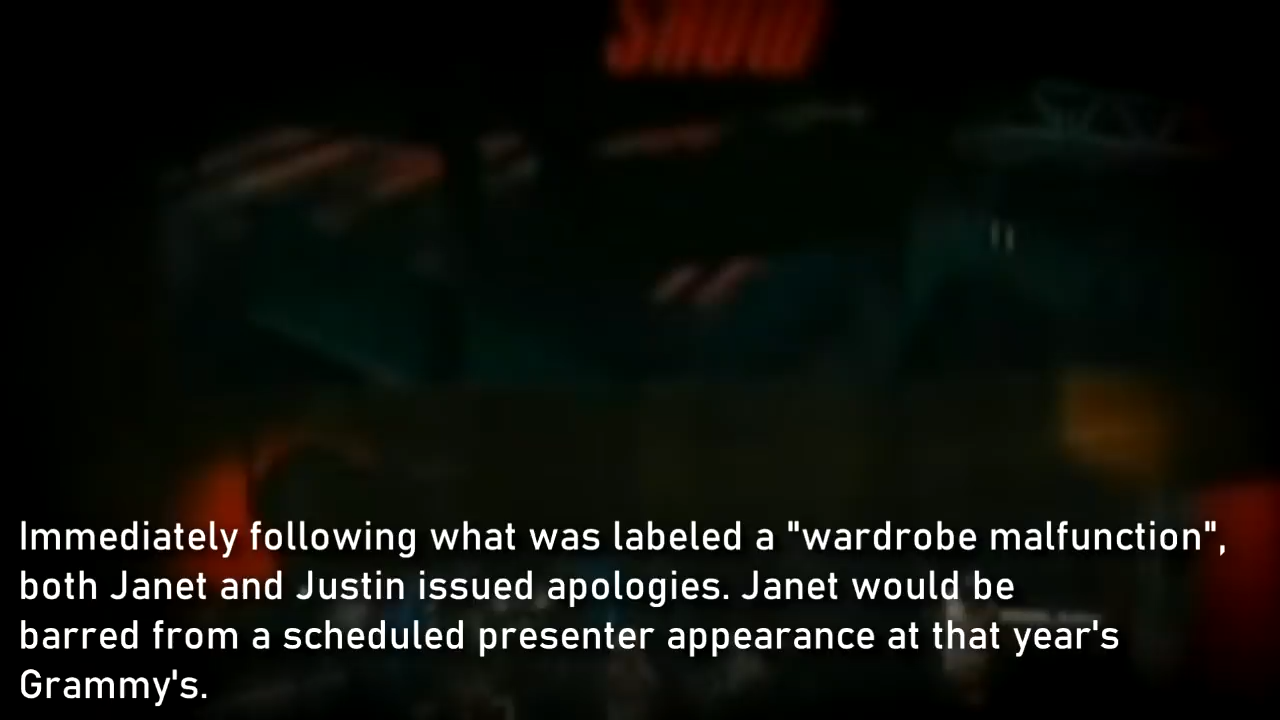 SHOW
Immediately following what was labeled a "wardrobe malfunction",
both Janet and Justin issued apologies. Janet would be
barred from a scheduled presenter appearance at that year's
Grammy's.